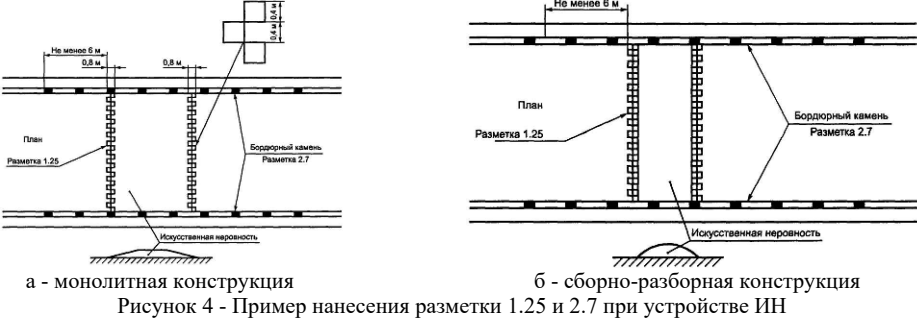 0,4 м
0,4 м
Не менее 6 м
0,8 м
0,8 м
План
Разметка 1.25
Бордюрный камень
Разметка 2.7
Искусственная неровность
Не менее 6 м
План
Разметка 1.25
Бордюрный камень
Разметка 2.7
Искусственная неровность
а - монолитная конструкция
б - сборно-разборная конструкция
Рисунок 4 - Пример нанесения разметки 1.25 и 2.7 при устройстве ИН